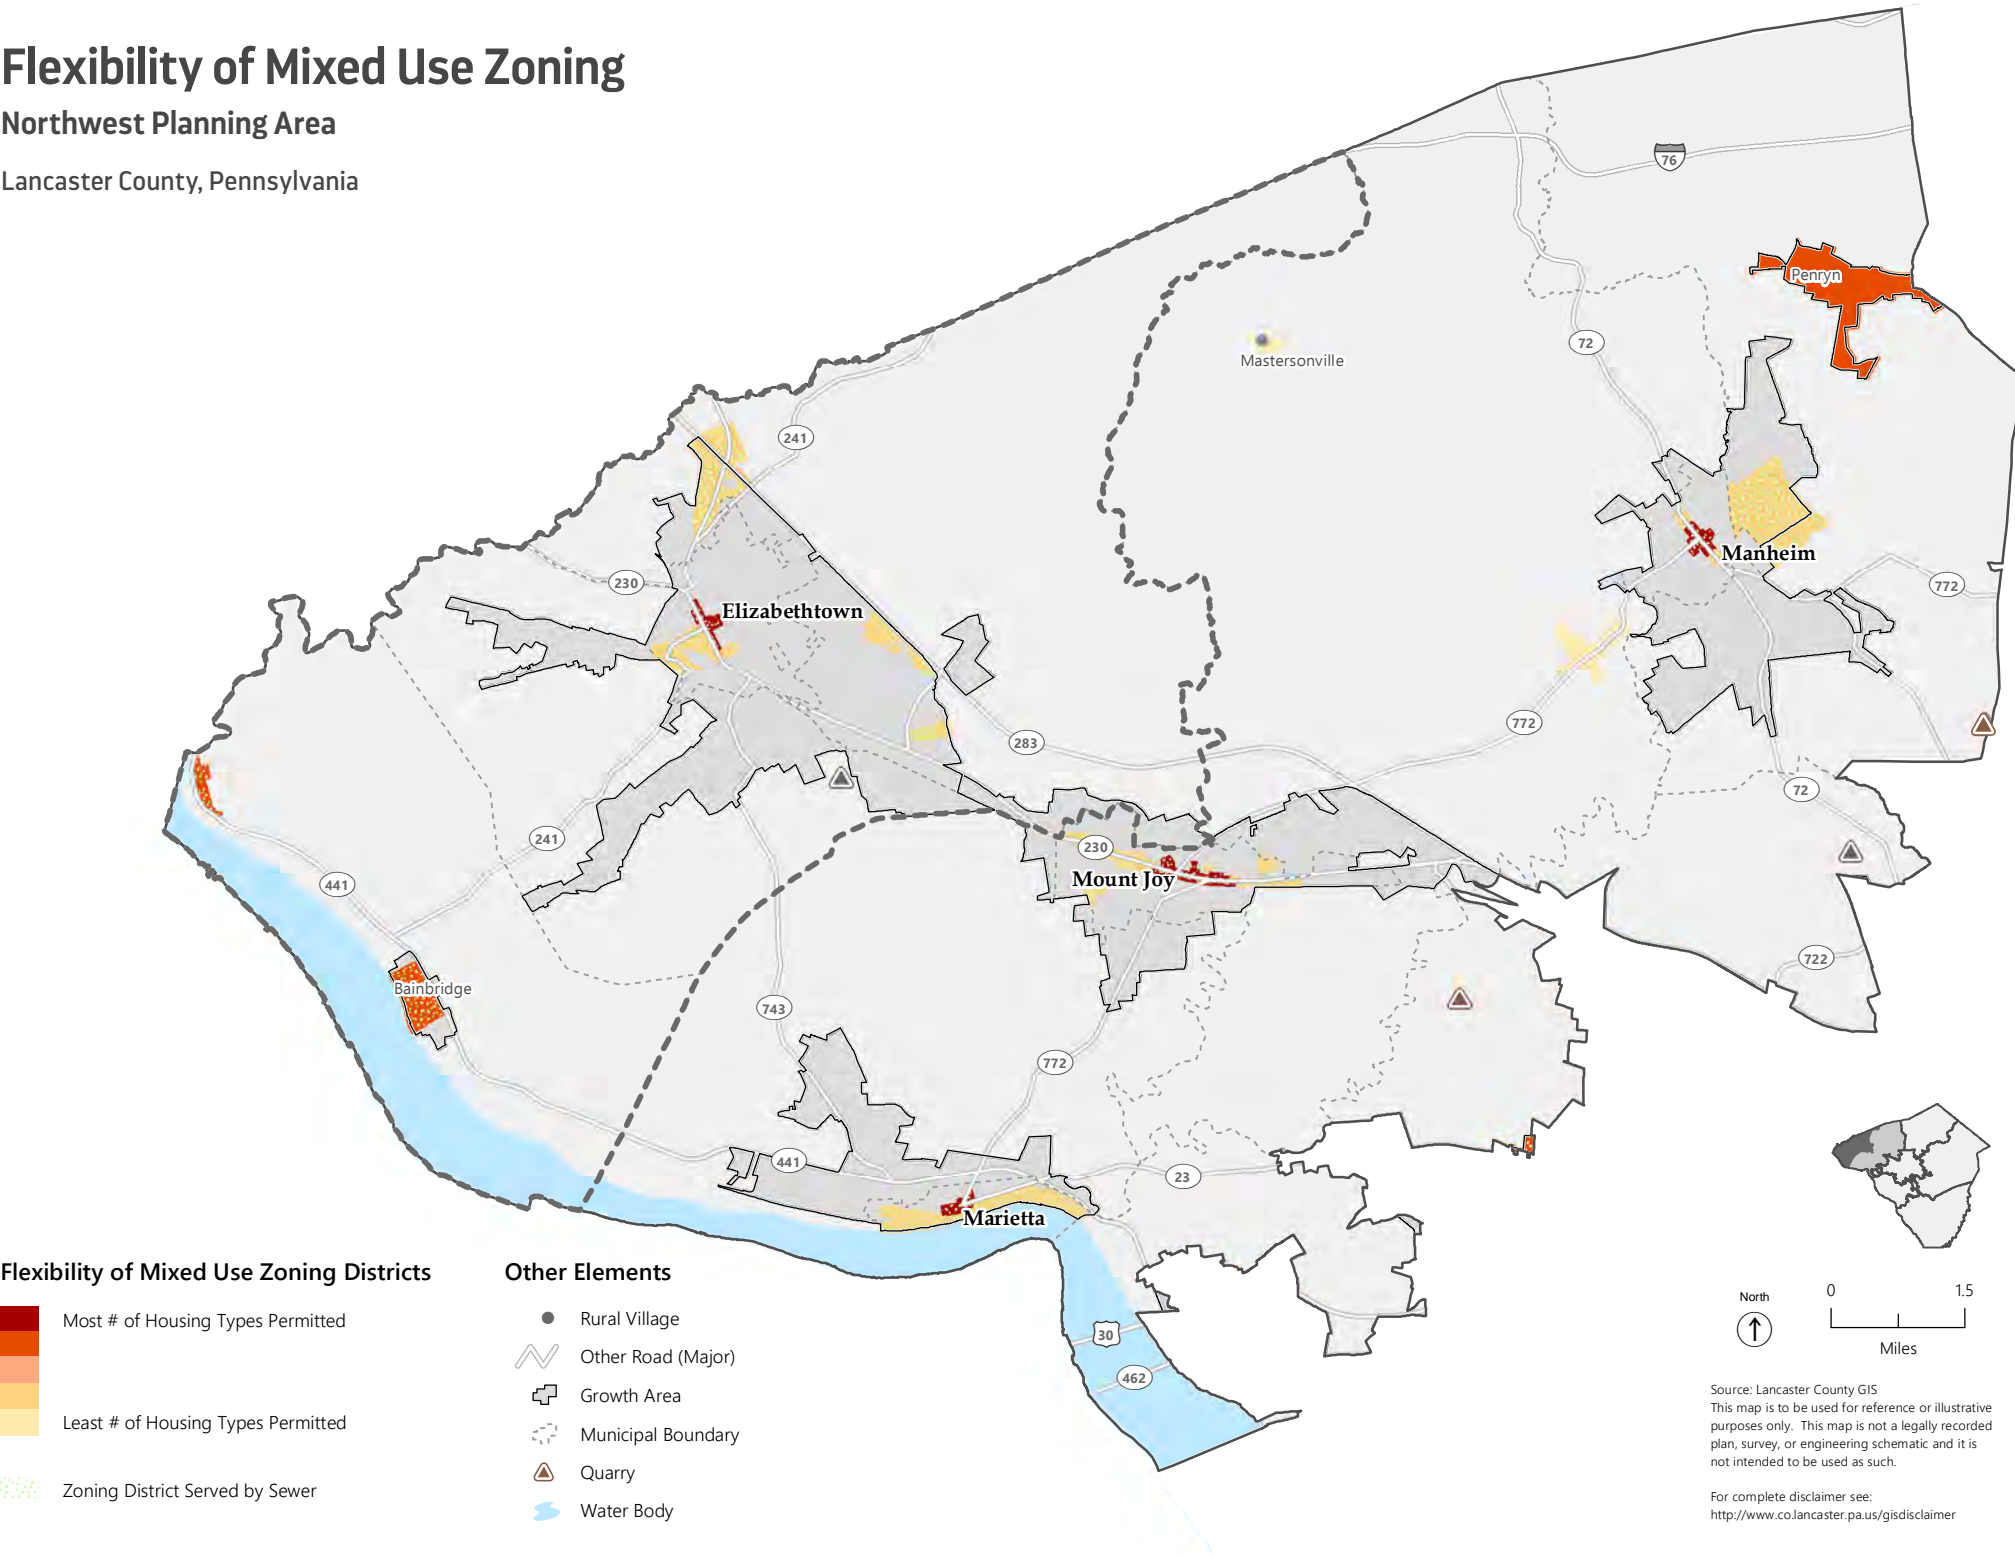 Flexibility of Mixed Use Zoning
Northwest Planning Area
Lancaster County, Pennsylvania
76
Penryn
72
Mastersonville
241
Manheim
230
772
Elizabethtown
772
283
72
241
230
Mount Joy
441
722
Bainbridge
743
772
441
23
Marietta
30
462
Flexibility of Mixed Use Zoning Districts
Most # of Housing Types Permitted
Least # of Housing Types Permitted
Zoning District Served by Sewer
Other Elements
Rural Village
Other Road (Major)
Growth Area
Municipal Boundary
Quarry
Water Body
North
0 1.5
Miles
Source: Lancaster County GIS
This map is to be used for reference or illustrative
purposes only. This map is not a legally recorded
plan, survey, or engineering schematic and it is
not intended to be used as such.
For complete disclaimer see:
http://www.co.lancaster.pa.us/gisdisclaimer